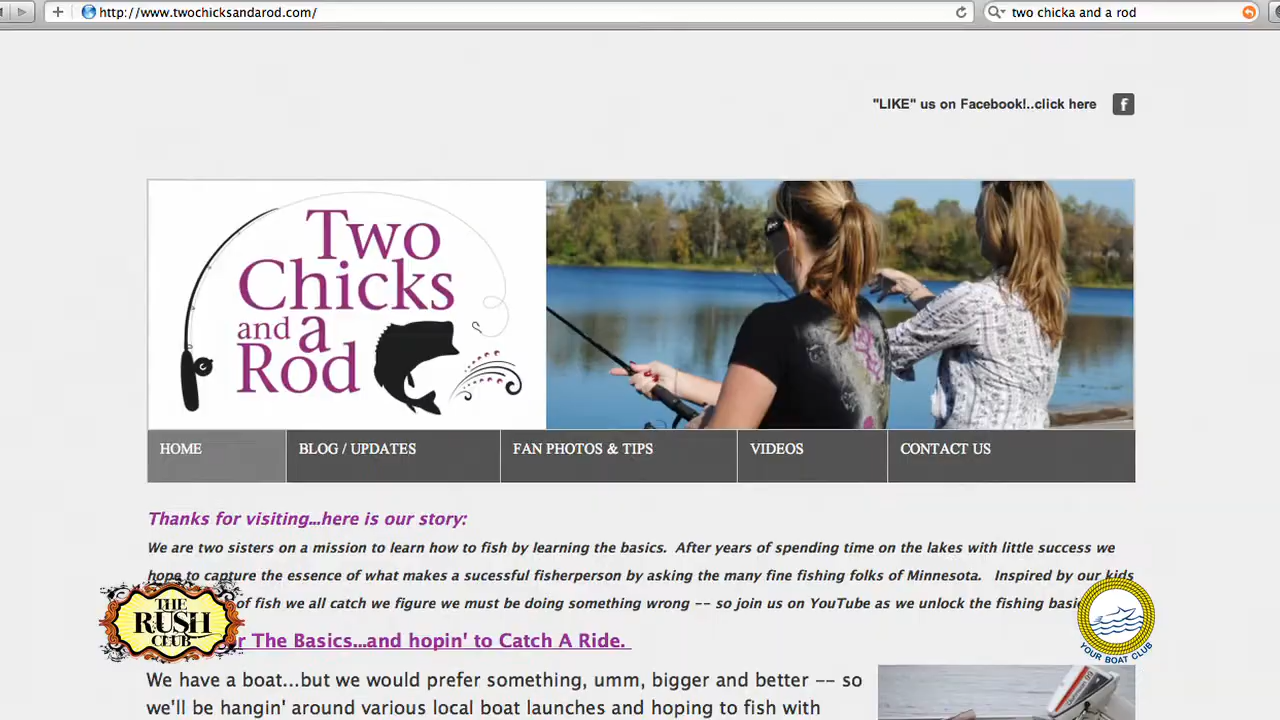 http://www.twochicksandarod.com/
two chicka and a rod
"LIKE" us on Facebook!..click here
f
Two
Chicks
and a
Rod
HOME
BLOG / UPDATES
FAN PHOTOS & TIPS
VIDEOS
CONTACT US
Thanks for visiting...here is our story:
We are two sisters on a mission to learn how to fish by learning the basics. After years of spending time on the lakes with little success we
hope to capture the essence of what makes a sucessful fisherperson by asking the many fine fishing folks of Minnesota. Inspired by our kids
of fish we all catch we figure we must be doing something wrong -- so join us on YouTube as we unlock the fishing
The Basics...and hopin' to Catch A Ride.
We have a boat...but we would prefer something, umm, bigger and better -- so
we'll be hangin' around various local boat launches and hoping to fish with
THE
RUSH
CLUB
YOUR BOAT CLUB